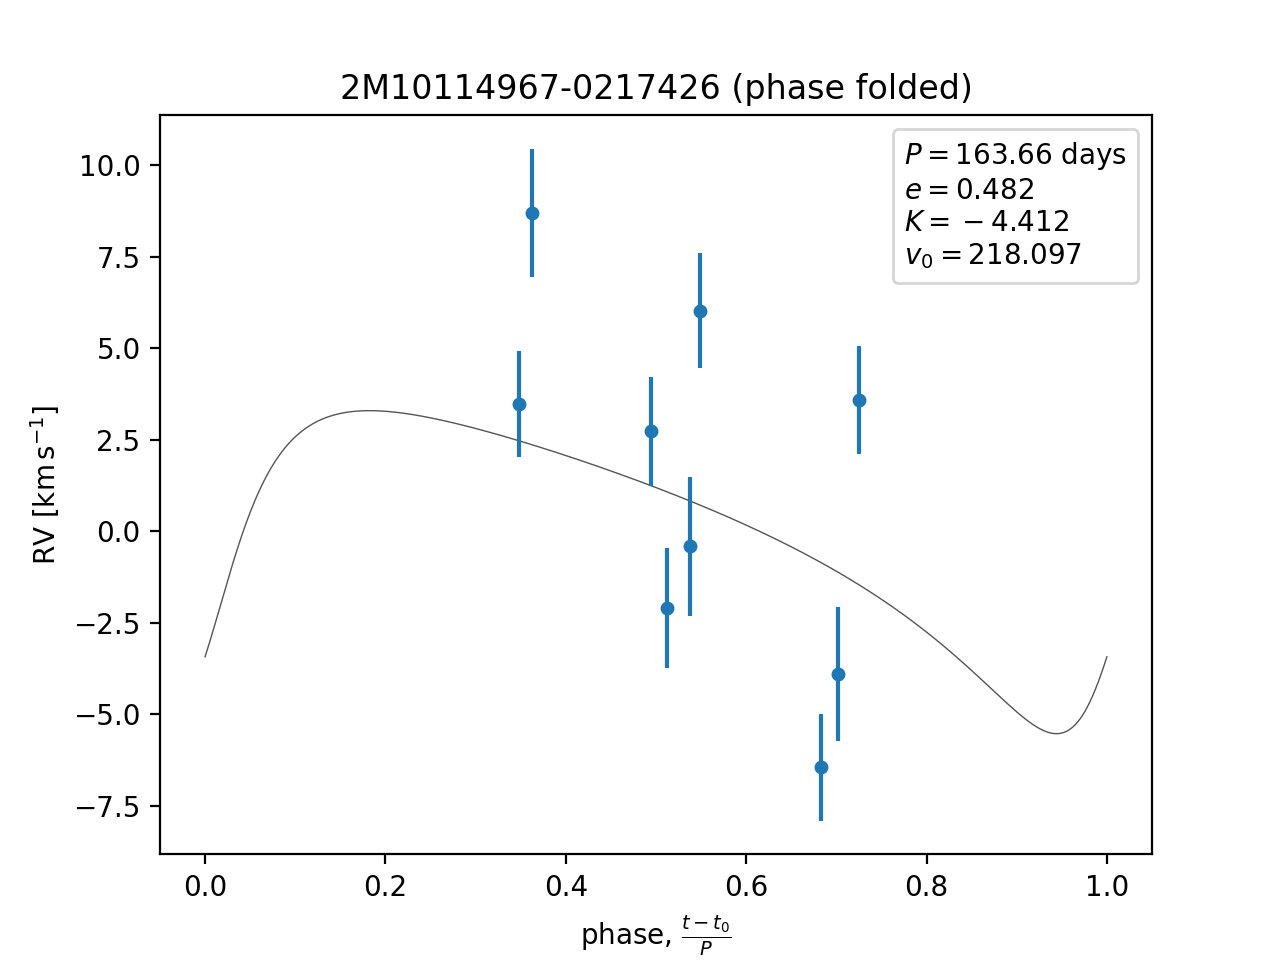 2M10114967-0217426 (phase folded)
P = 163.66 days
e = 0.482
K = −4.412
v₀ = 218.097
10.0
7.5
5.0
2.5
0.0
−2.5
−5.0
−7.5
RV [km s⁻¹]
0.0 0.2 0.4 0.6 0.8 1.0
phase, (t − t₀)/P